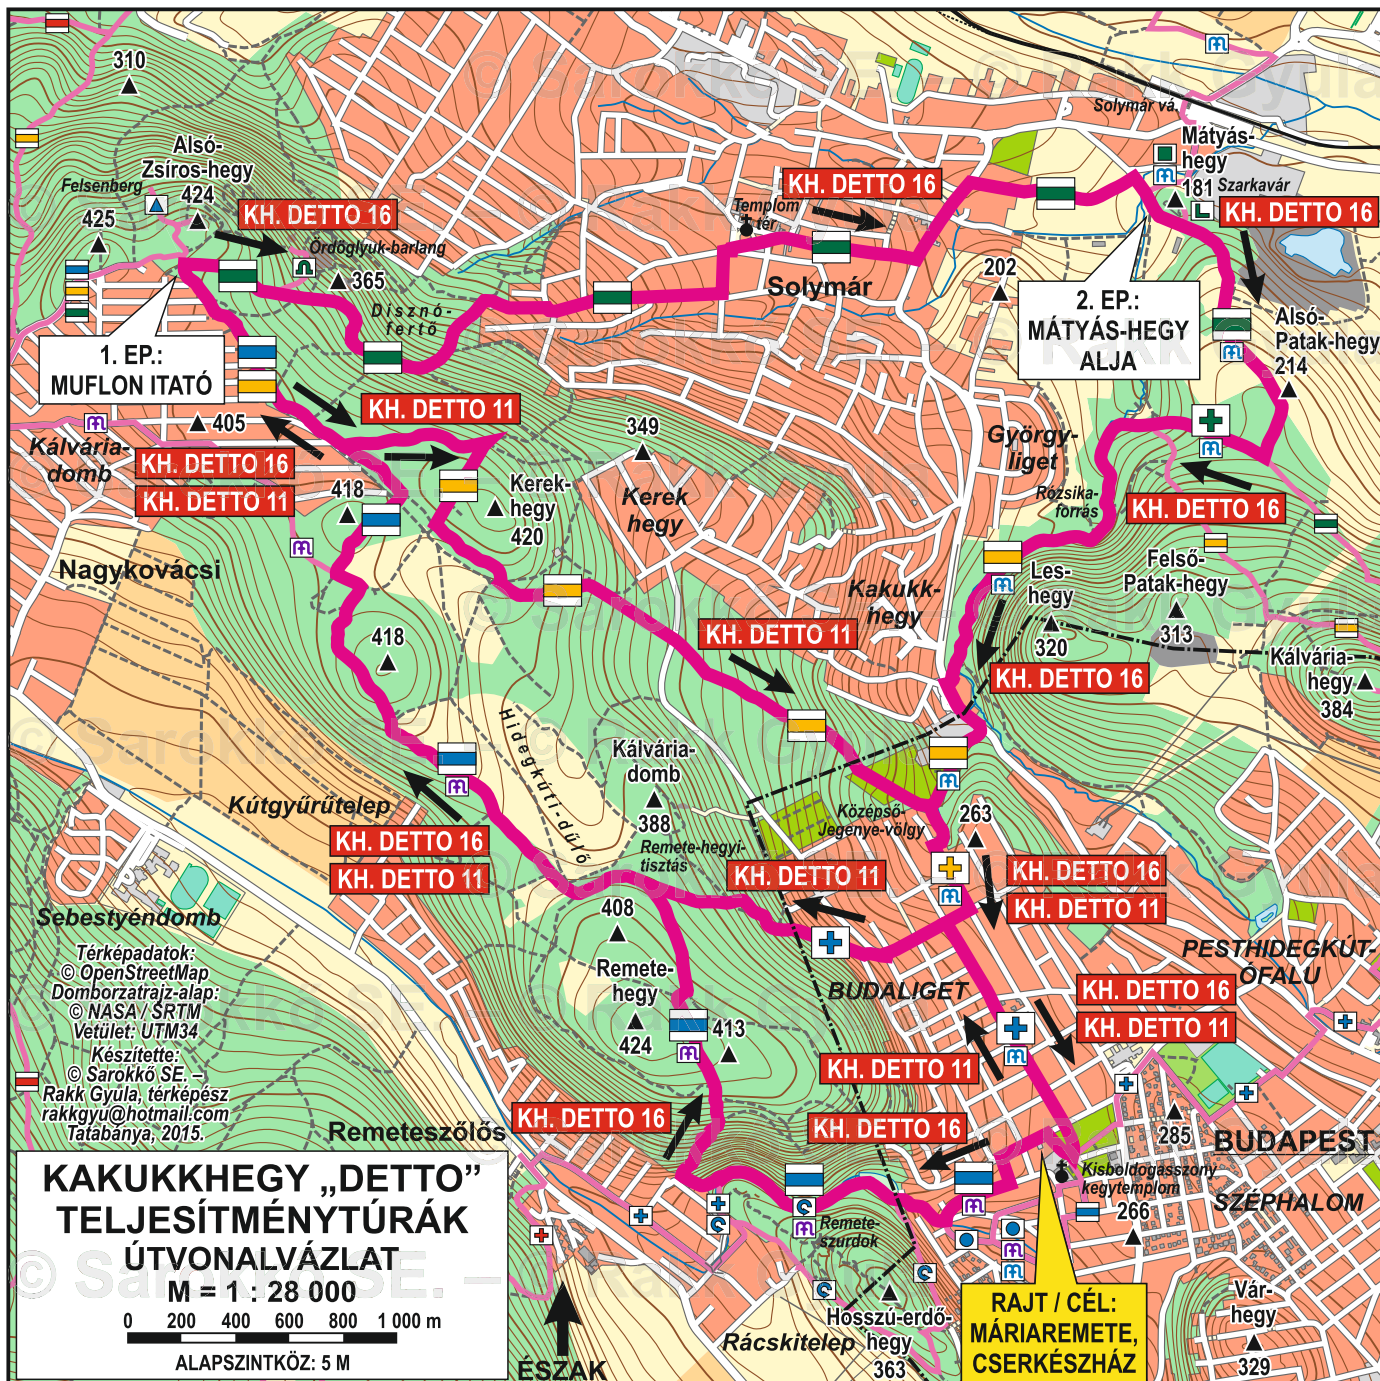 © Sarokkő SE. – © Rakk Gyula
310
Solymár vá.
Alsó-
Zsíros-hegy
424
Felsenberg
425
KH. DETTO 16
Ördöglyuk-barlang
365
Disznó-
fertő
KH. DETTO 16
Templom
tér
Solymár
Mátyás-
hegy
181
Szarkavár
KH. DETTO 16
202
2. EP.:
MÁTYÁS-HEGY
ALJA
Alsó-
Patak-hegy
214
1. EP.:
MUFLON ITATÓ
KH. DETTO 11
405
Kálvária-
domb
KH. DETTO 16
KH. DETTO 11
418
349
Kerek-
hegy
420
Kerek
hegy
György-
liget
Rózsika-
forrás
KH. DETTO 16
Nagykovácsi
Kakukk-
hegy
Les-
hegy
320
Felső-
Patak-hegy
313
418
KH. DETTO 11
KH. DETTO 16
Kálvária-
hegy
384
© Sarokkő SE. – © Rakk Gyula
Hidegkúti-dűlő
Kálvária-
domb
388
Remete-hegyi-
tisztás
Kútgyűrűtelep
KH. DETTO 16
KH. DETTO 11
Középső-
Jegenye-völgy
263
KH. DETTO 11
KH. DETTO 16
KH. DETTO 11
Sebestyéndomb
408
Remete-
hegy
424
413
BUDALIGET
PESTHIDEGKÚT-
ÓFALU
KH. DETTO 16
KH. DETTO 11
Térképadatok:
© OpenStreetMap
Domborzatrajz-alap:
© NASA / SRTM
Vetület: UTM34
Készítette:
© Sarokkő SE. –
Rakk Gyula, térképész
rakkgyu@hotmail.com
Tatabánya, 2015.
KH. DETTO 11
KH. DETTO 16
KH. DETTO 16
285
Remeteszőlős
BUDAPEST
Kisboldogasszony
kegytemplom
SZÉPHALOM
266
Remete-
szurdok
KAKUKKHEGY „DETTO”
TELJESÍTMÉNYTÚRÁK
ÚTVONALVÁZLAT
M = 1 : 28 000
0 200 400 600 800 1 000 m
ALAPSZINTKÖZ: 5 M
ÉSZAK
Rácskitelep
Hosszú-erdő-
hegy
363
RAJT / CÉL:
MÁRIAREMETE,
CSERKÉSZHÁZ
Vár-
hegy
329